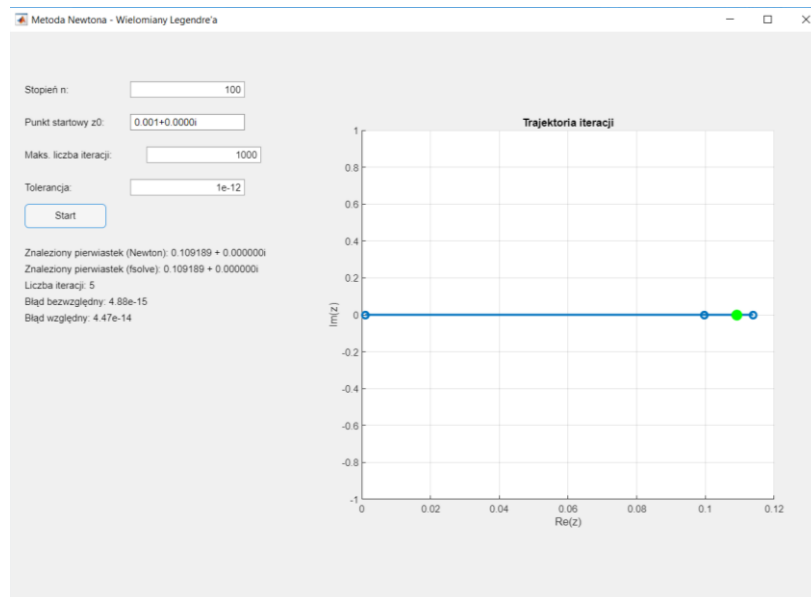 Metoda Newtona - Wielomiany Legendre'a
Stopień n: 100
Punkt startowy z0: 0.001+0.0000i
Maks. liczba iteracji: 1000
Tolerancja: 1e-12
Start
Znaleziony pierwiastek (Newton): 0.109189 + 0.000000i
Znaleziony pierwiastek (fsolve): 0.109189 + 0.000000i
Liczba iteracji: 5
Błąd bezwzględny: 4.88e-15
Błąd względny: 4.47e-14
Trajektoria iteracji
1
0.8
0.6
0.4
0.2
0
-0.2
-0.4
-0.6
-0.8
-1
Im(z)
0 0.02 0.04 0.06 0.08 0.1 0.12
Re(z)